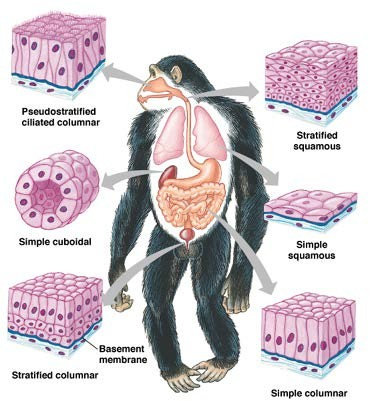 Pseudostratified
ciliated columnar
Stratified
squamous
Simple cuboidal
Simple
squamous
Basement
membrane
Stratified columnar
Simple columnar